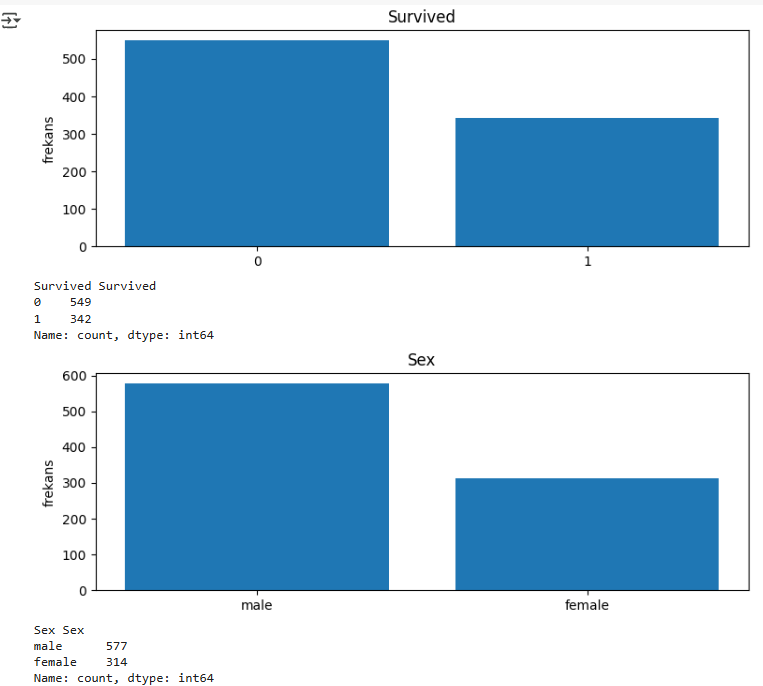 Survived
500
400
300
200
100
0
frekans
0 1
Survived Survived
0 549
1 342
Name: count, dtype: int64
Sex
600
500
400
300
200
100
0
frekans
male female
Sex Sex
male 577
female 314
Name: count, dtype: int64